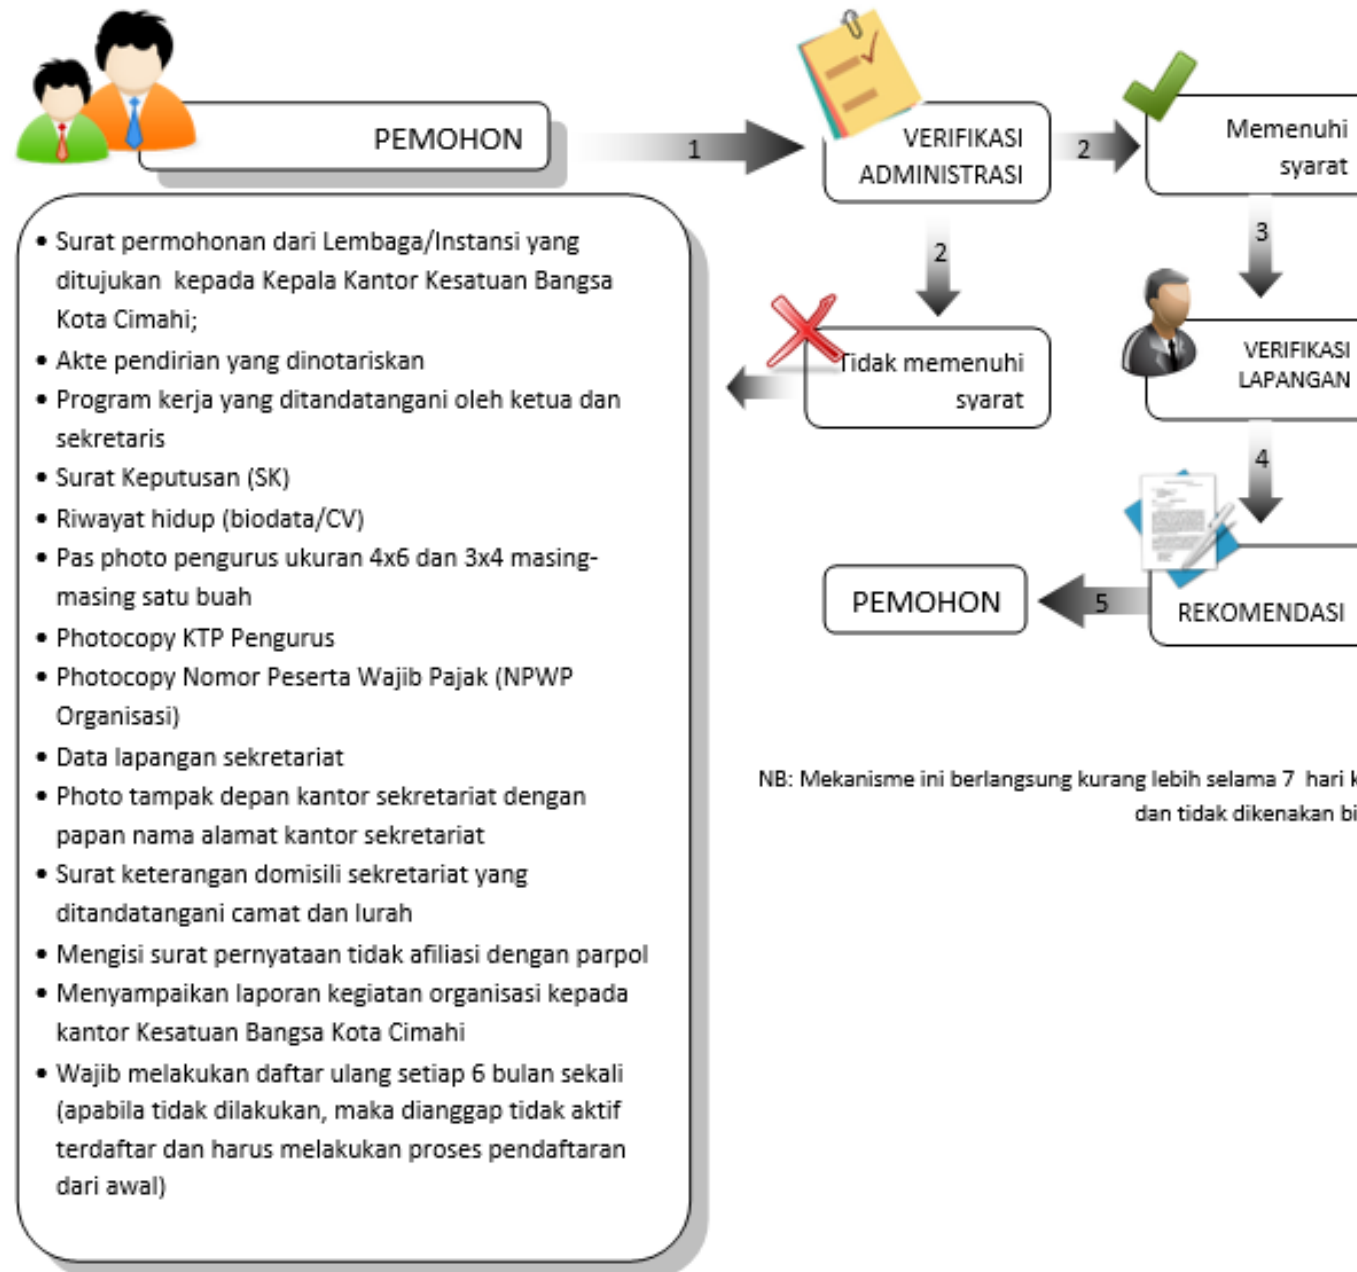 PEMOHON
1
VERIFIKASI
ADMINISTRASI
2
Memenuhi
syarat
2
3
Tidak memenuhi
syarat
VERIFIKASI
LAPANGAN
4
REKOMENDASI
5
PEMOHON
• Surat permohonan dari Lembaga/Instansi yang
ditujukan kepada Kepala Kantor Kesatuan Bangsa
Kota Cimahi;
• Akte pendirian yang dinotariskan
• Program kerja yang ditandatangani oleh ketua dan
sekretaris
• Surat Keputusan (SK)
• Riwayat hidup (biodata/CV)
• Pas photo pengurus ukuran 4x6 dan 3x4 masing-
masing satu buah
• Photocopy KTP Pengurus
• Photocopy Nomor Peserta Wajib Pajak (NPWP
Organisasi)
• Data lapangan sekretariat
• Photo tampak depan kantor sekretariat dengan
papan nama alamat kantor sekretariat
• Surat keterangan domisili sekretariat yang
ditandatangani camat dan lurah
• Mengisi surat pernyataan tidak afiliasi dengan parpol
• Menyampaikan laporan kegiatan organisasi kepada
kantor Kesatuan Bangsa Kota Cimahi
• Wajib melakukan daftar ulang setiap 6 bulan sekali
(apabila tidak dilakukan, maka dianggap tidak aktif
terdaftar dan harus melakukan proses pendaftaran
dari awal)
NB: Mekanisme ini berlangsung kurang lebih selama 7 hari
dan tidak dikenakan